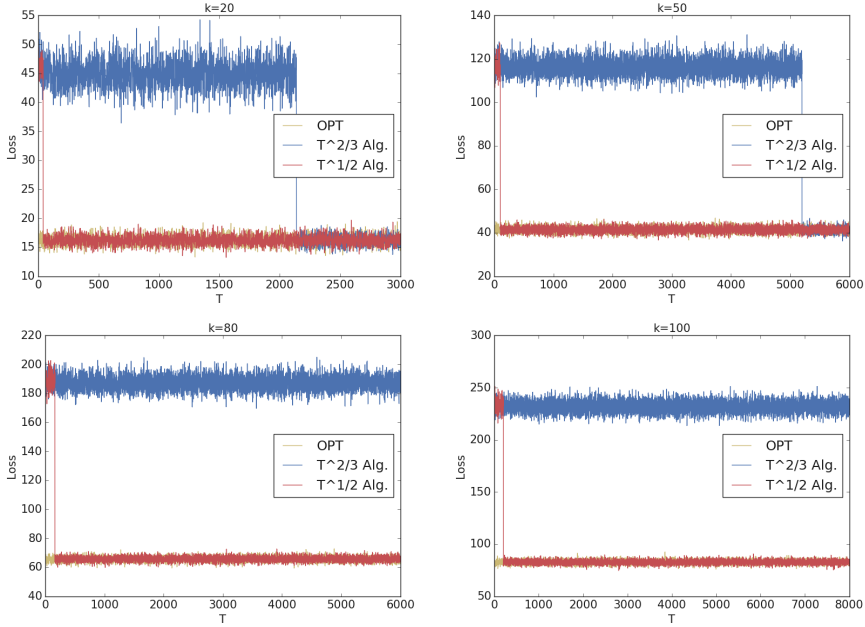 k=20
55
50
45
40
35
30
25
20
15
10
Loss
OPT
T^2/3 Alg.
T^1/2 Alg.
0 500 1000 1500 2000 2500 3000
T
k=50
140
120
100
80
60
40
20
Loss
OPT
T^2/3 Alg.
T^1/2 Alg.
0 1000 2000 3000 4000 5000 6000
T
k=80
220
200
180
160
140
120
100
80
60
40
Loss
OPT
T^2/3 Alg.
T^1/2 Alg.
0 1000 2000 3000 4000 5000 6000
T
k=100
300
250
200
150
100
50
Loss
OPT
T^2/3 Alg.
T^1/2 Alg.
0 1000 2000 3000 4000 5000 6000 7000 8000
T